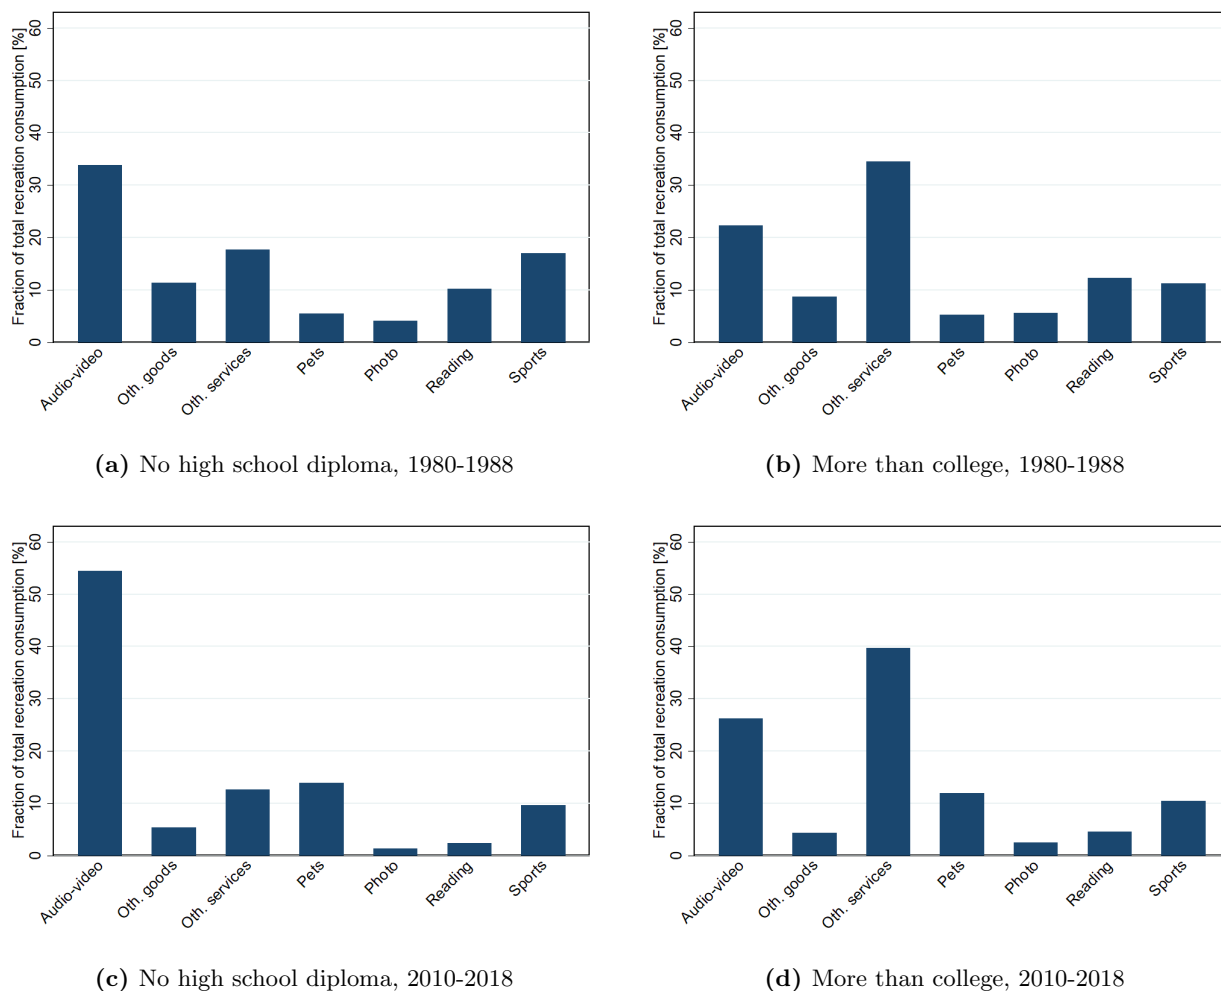 Fraction of total recreation consumption [%]
60
50
40
30
20
10
0
Audio-video
Oth. goods
Oth. services
Pets
Photo
Reading
Sports
(a) No high school diploma, 1980-1988
Fraction of total recreation consumption [%]
60
50
40
30
20
10
0
Audio-video
Oth. goods
Oth. services
Pets
Photo
Reading
Sports
(b) More than college, 1980-1988
Fraction of total recreation consumption [%]
60
50
40
30
20
10
0
Audio-video
Oth. goods
Oth. services
Pets
Photo
Reading
Sports
(c) No high school diploma, 2010-2018
Fraction of total recreation consumption [%]
60
50
40
30
20
10
0
Audio-video
Oth. goods
Oth. services
Pets
Photo
Reading
Sports
(d) More than college, 2010-2018